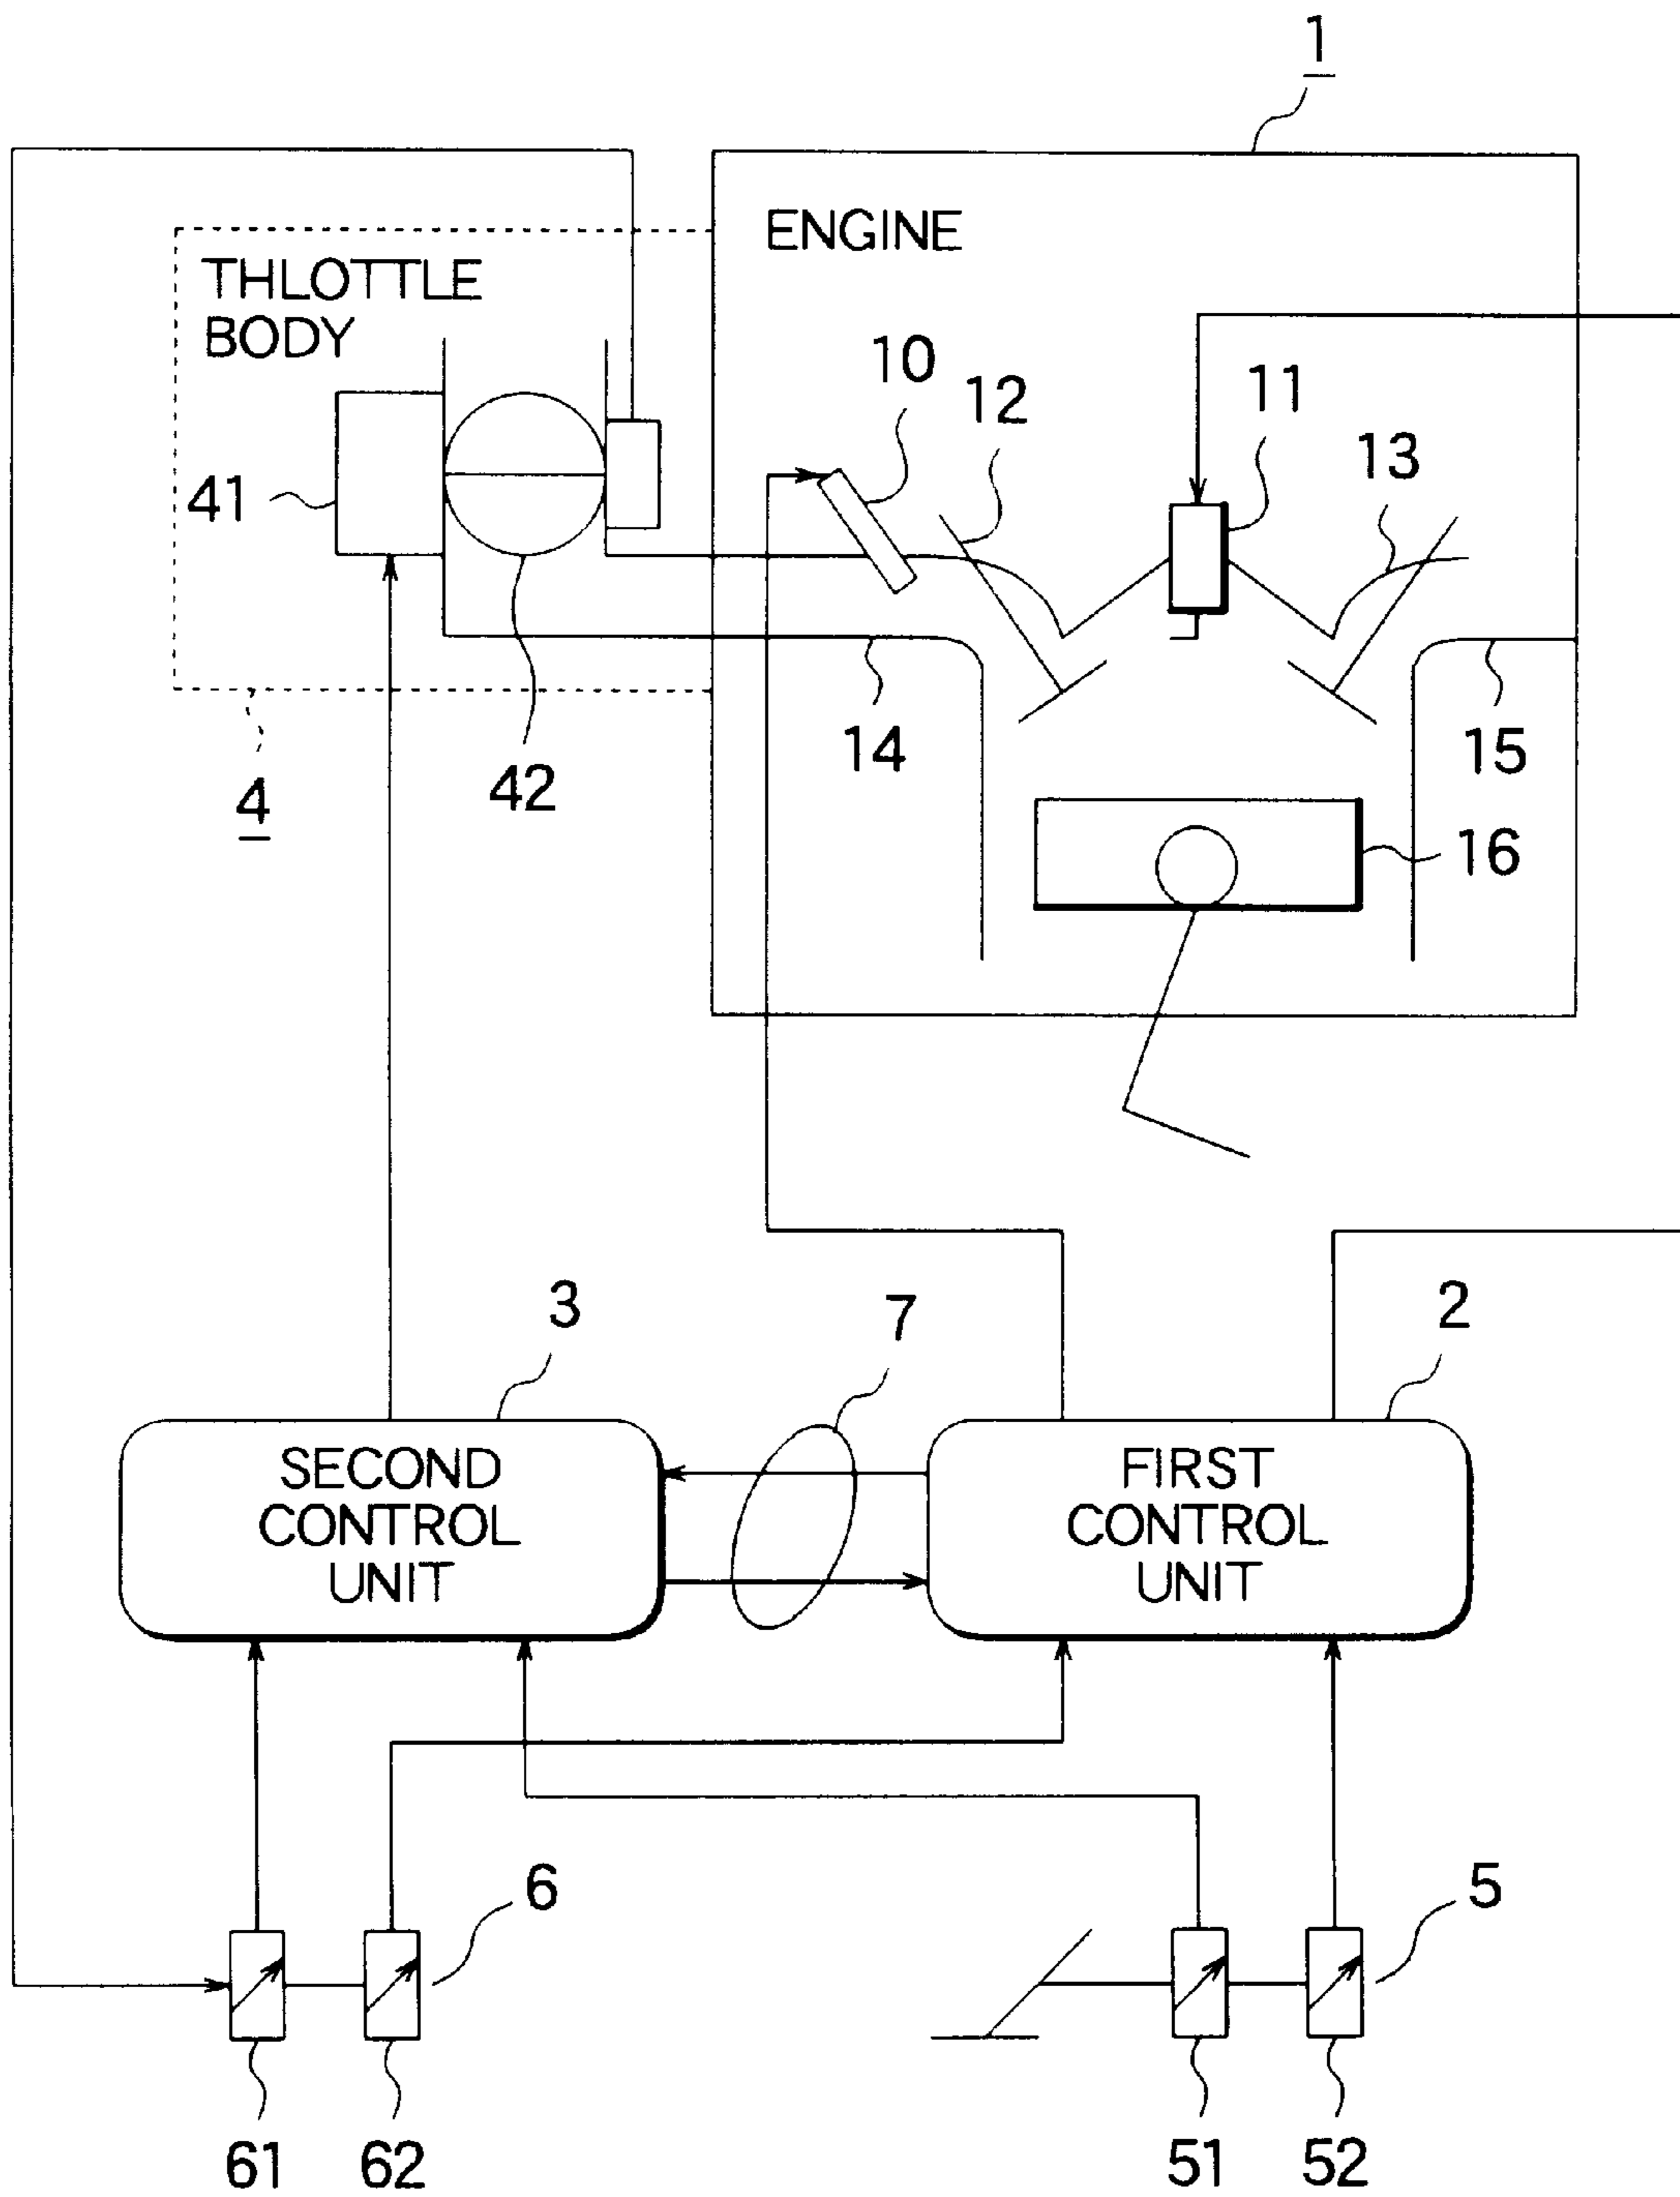 1
ENGINE
THLOTTLE
BODY
10
12
11
13
41
42
14
15
4
16
3
7
2
SECOND
CONTROL
UNIT
FIRST
CONTROL
UNIT
6
5
61
62
51
52